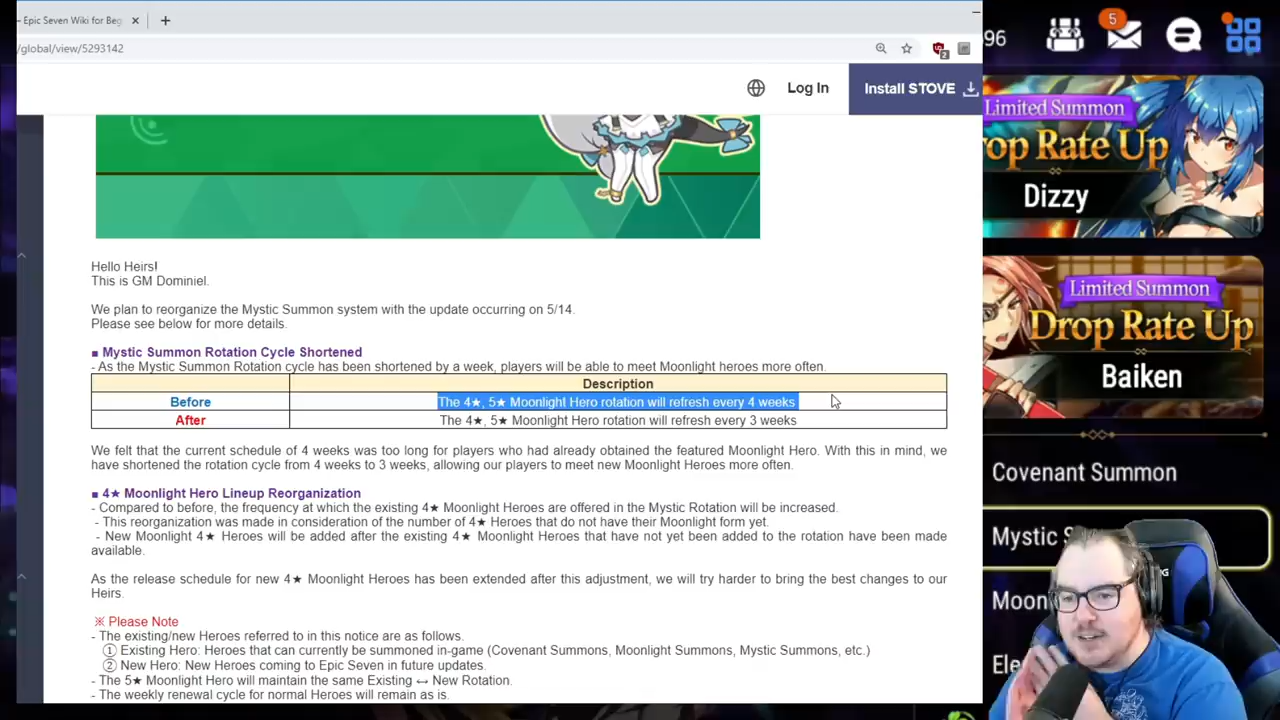 - Epic Seven Wiki for Beg
/global/view/5293142
2
96
5
Log In
Install STOVE
Limited Summon
Drop Rate Up
Dizzy
Limited Summon
Drop Rate Up
Baiken
Covenant Summon
Mystic S
Moon
Ele
Hello Heirs!
This is GM Dominiel.
We plan to reorganize the Mystic Summon system with the update occurring on 5/14.
Please see below for more details.
■ Mystic Summon Rotation Cycle Shortened
- As the Mystic Summon Rotation cycle has been shortened by a week, players will be able to meet Moonlight heroes more often.
Description
Before The 4★, 5★ Moonlight Hero rotation will refresh every 4 weeks
After The 4★, 5★ Moonlight Hero rotation will refresh every 3 weeks
We felt that the current schedule of 4 weeks was too long for players who had already obtained the featured Moonlight Hero. With this in mind, we
have shortened the rotation cycle from 4 weeks to 3 weeks, allowing our players to meet new Moonlight Heroes more often.
■ 4★ Moonlight Hero Lineup Reorganization
- Compared to before, the frequency at which the existing 4★ Moonlight Heroes are offered in the Mystic Rotation will be increased.
- This reorganization was made in consideration of the number of 4★ Heroes that do not have their Moonlight form yet.
- New Moonlight 4★ Heroes will be added after the existing 4★ Moonlight Heroes that have not yet been added to the rotation have been made
available.
As the release schedule for new 4★ Moonlight Heroes has been extended after this adjustment, we will try harder to bring the best changes to our
Heirs.
※ Please Note
- The existing/new Heroes referred to in this notice are as follows.
① Existing Hero: Heroes that can currently be summoned in-game (Covenant Summons, Moonlight Summons, Mystic Summons, etc.)
② New Hero: New Heroes coming to Epic Seven in future updates.
- The 5★ Moonlight Hero will maintain the same Existing ↔ New Rotation.
- The weekly renewal cycle for normal Heroes will remain as is.